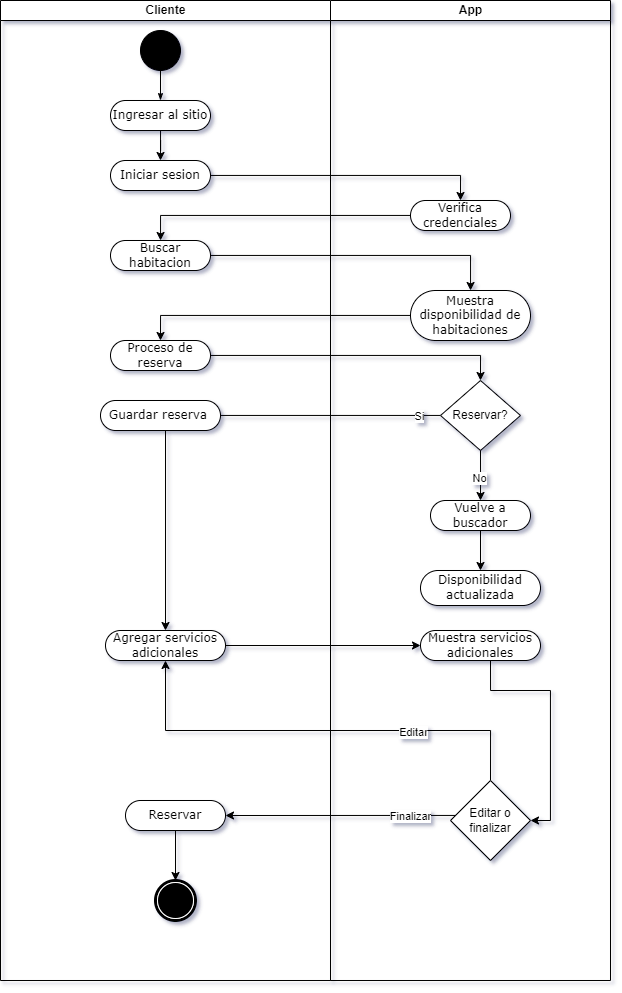 Cliente
App
Ingresar al sitio
Iniciar sesion
Verifica
credenciales
Buscar
habitacion
Muestra
disponibilidad de
habitaciones
Proceso de
reserva
Guardar reserva
Si
Reservar?
No
Vuelve a
buscador
Disponibilidad
actualizada
Agregar servicios
adicionales
Muestra servicios
adicionales
Editar
Reservar
Finalizar
Editar o
finalizar